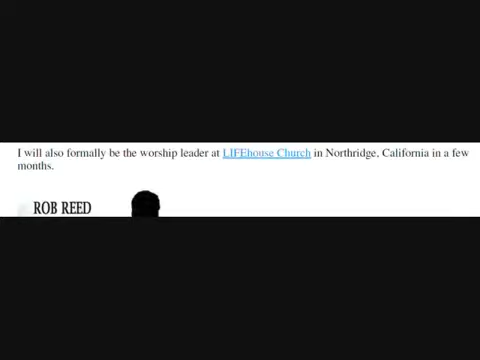 I will also formally be the worship leader at LIFEhouse Church in Northridge, California in a few
months.
ROB REED